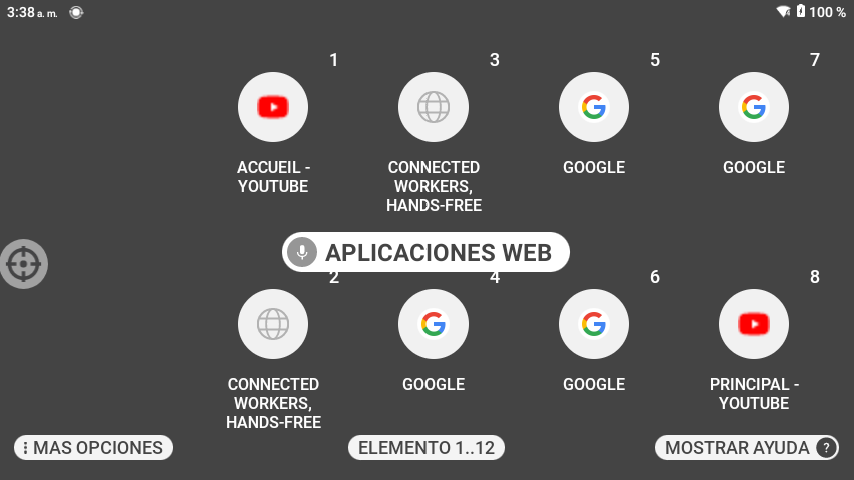 3:38 a. m.
100 %
1
3
5
7
ACCUEIL -
YOUTUBE
CONNECTED
WORKERS,
HANDS-FREE
GOOGLE
GOOGLE
APLICACIONES WEB
2
4
6
8
CONNECTED
WORKERS,
HANDS-FREE
GOOGLE
GOOGLE
PRINCIPAL -
YOUTUBE
MAS OPCIONES
ELEMENTO 1..12
MOSTRAR AYUDA ?